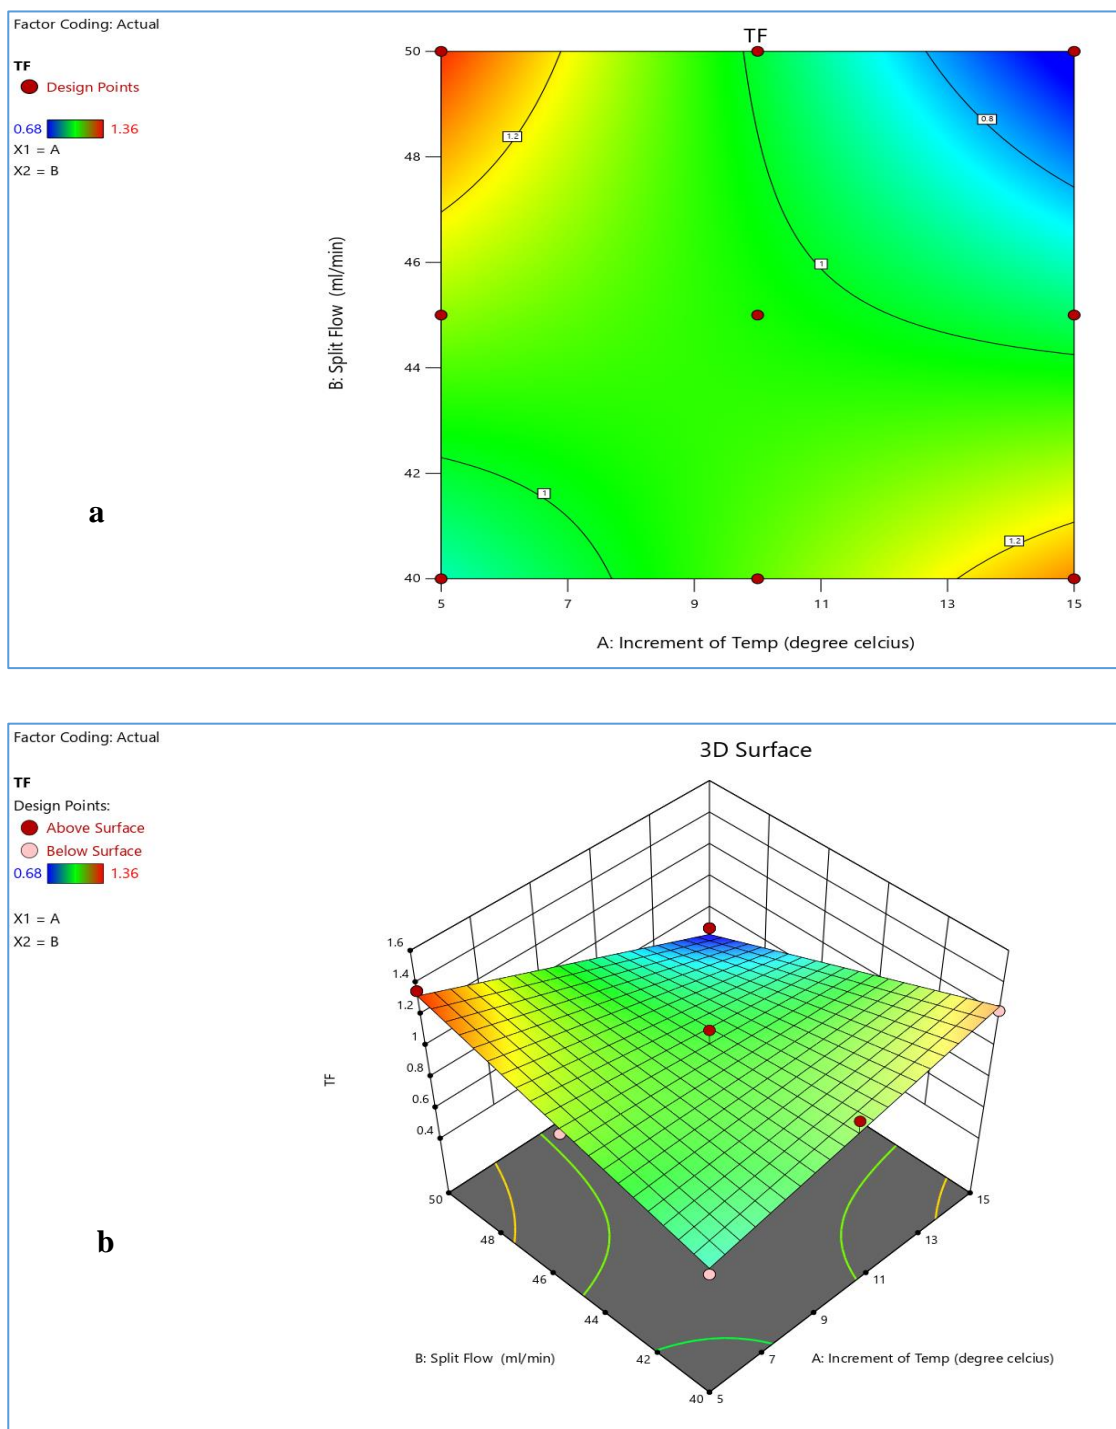 Factor Coding: Actual
TF
Design Points
0.68 1.36
X1 = A
X2 = B
TF
50
48
46
44
42
40
B: Split Flow (ml/min)
1.2
0.8
1
1
1.2
5 7 9 11 13 15
A: Increment of Temp (degree celcius)
a
Factor Coding: Actual
TF
Design Points:
Above Surface
Below Surface
0.68 1.36
X1 = A
X2 = B
3D Surface
1.6
1.4
1.2
1
0.8
0.6
0.4
TF
50
48
46
44
42
40
5
7
9
11
13
15
B: Split Flow (ml/min)
A: Increment of Temp (degree celcius)
b